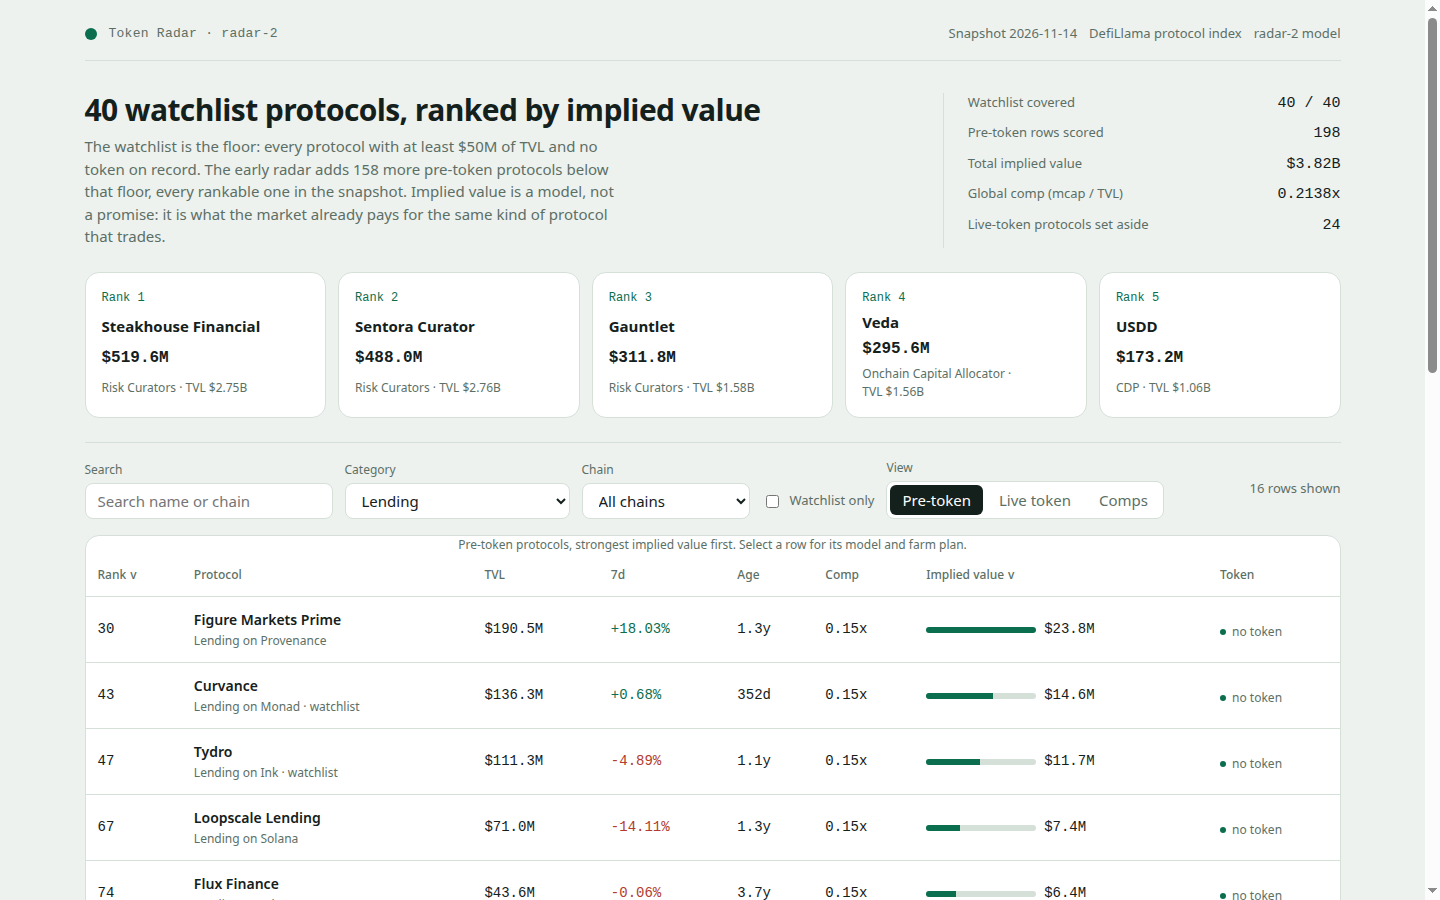 Token Radar · radar-2
Snapshot 2026-11-14 DefiLlama protocol index radar-2 model
40 watchlist protocols, ranked by implied value
The watchlist is the floor: every protocol with at least $50M of TVL and no
token on record. The early radar adds 158 more pre-token protocols below
that floor, every rankable one in the snapshot. Implied value is a model, not
a promise: it is what the market already pays for the same kind of protocol
that trades.
Watchlist covered 40 / 40
Pre-token rows scored 198
Total implied value $3.82B
Global comp (mcap / TVL) 0.2138x
Live-token protocols set aside 24
Rank 1
Steakhouse Financial
$519.6M
Risk Curators · TVL $2.75B
Rank 2
Sentora Curator
$488.0M
Risk Curators · TVL $2.76B
Rank 3
Gauntlet
$311.8M
Risk Curators · TVL $1.58B
Rank 4
Veda
$295.6M
Onchain Capital Allocator ·
TVL $1.56B
Rank 5
USDD
$173.2M
CDP · TVL $1.06B
Search
Search name or chain
Category
Lending
Chain
All chains
Watchlist only
View
Pre-token Live token Comps
16 rows shown
Pre-token protocols, strongest implied value first. Select a row for its model and farm plan.
Rank v Protocol TVL 7d Age Comp Implied value v Token
30 Figure Markets Prime $190.5M +18.03% 1.3y 0.15x $23.8M no token
Lending on Provenance
43 Curvance $136.3M +0.68% 352d 0.15x $14.6M no token
Lending on Monad · watchlist
47 Tydro $111.3M -4.89% 1.1y 0.15x $11.7M no token
Lending on Ink · watchlist
67 Loopscale Lending $71.0M -14.11% 1.3y 0.15x $7.4M no token
Lending on Solana
74 Flux Finance $43.6M -0.06% 3.7y 0.15x $6.4M no token